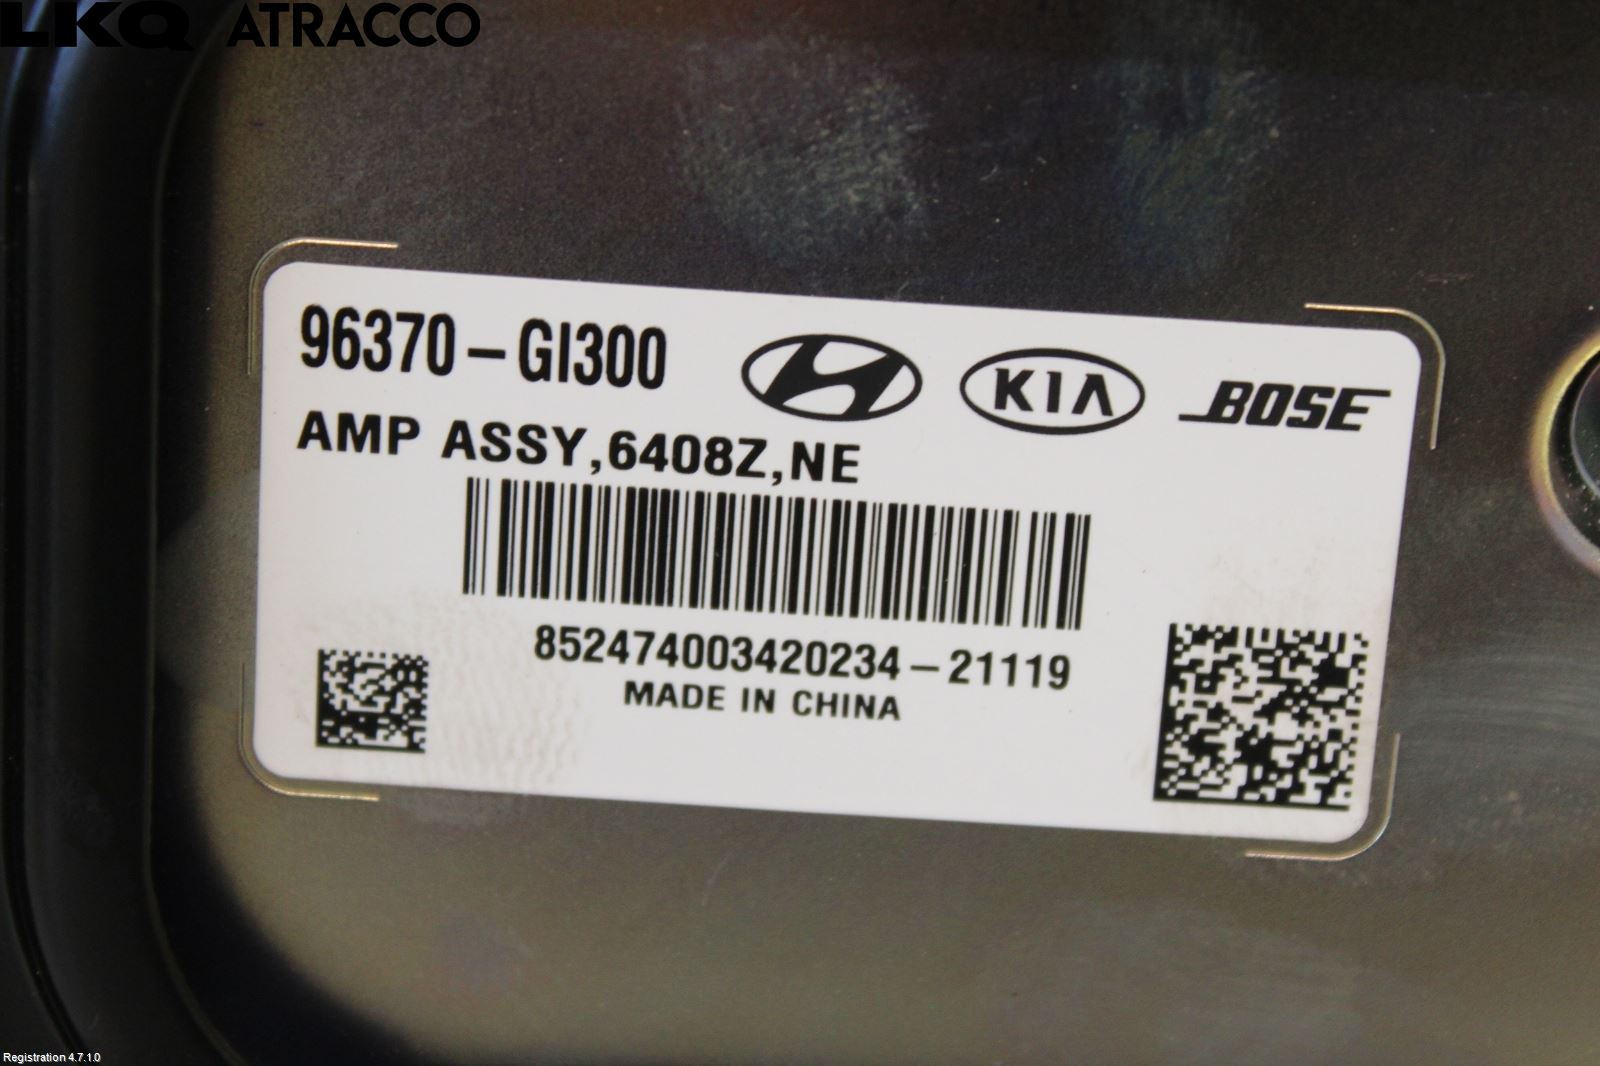 LKQ ATRACCO
96370-GI300
KIA BOSE
AMP ASSY,6408Z,NE
852474003420234-21119
MADE IN CHINA
Registration 4.7.1.0